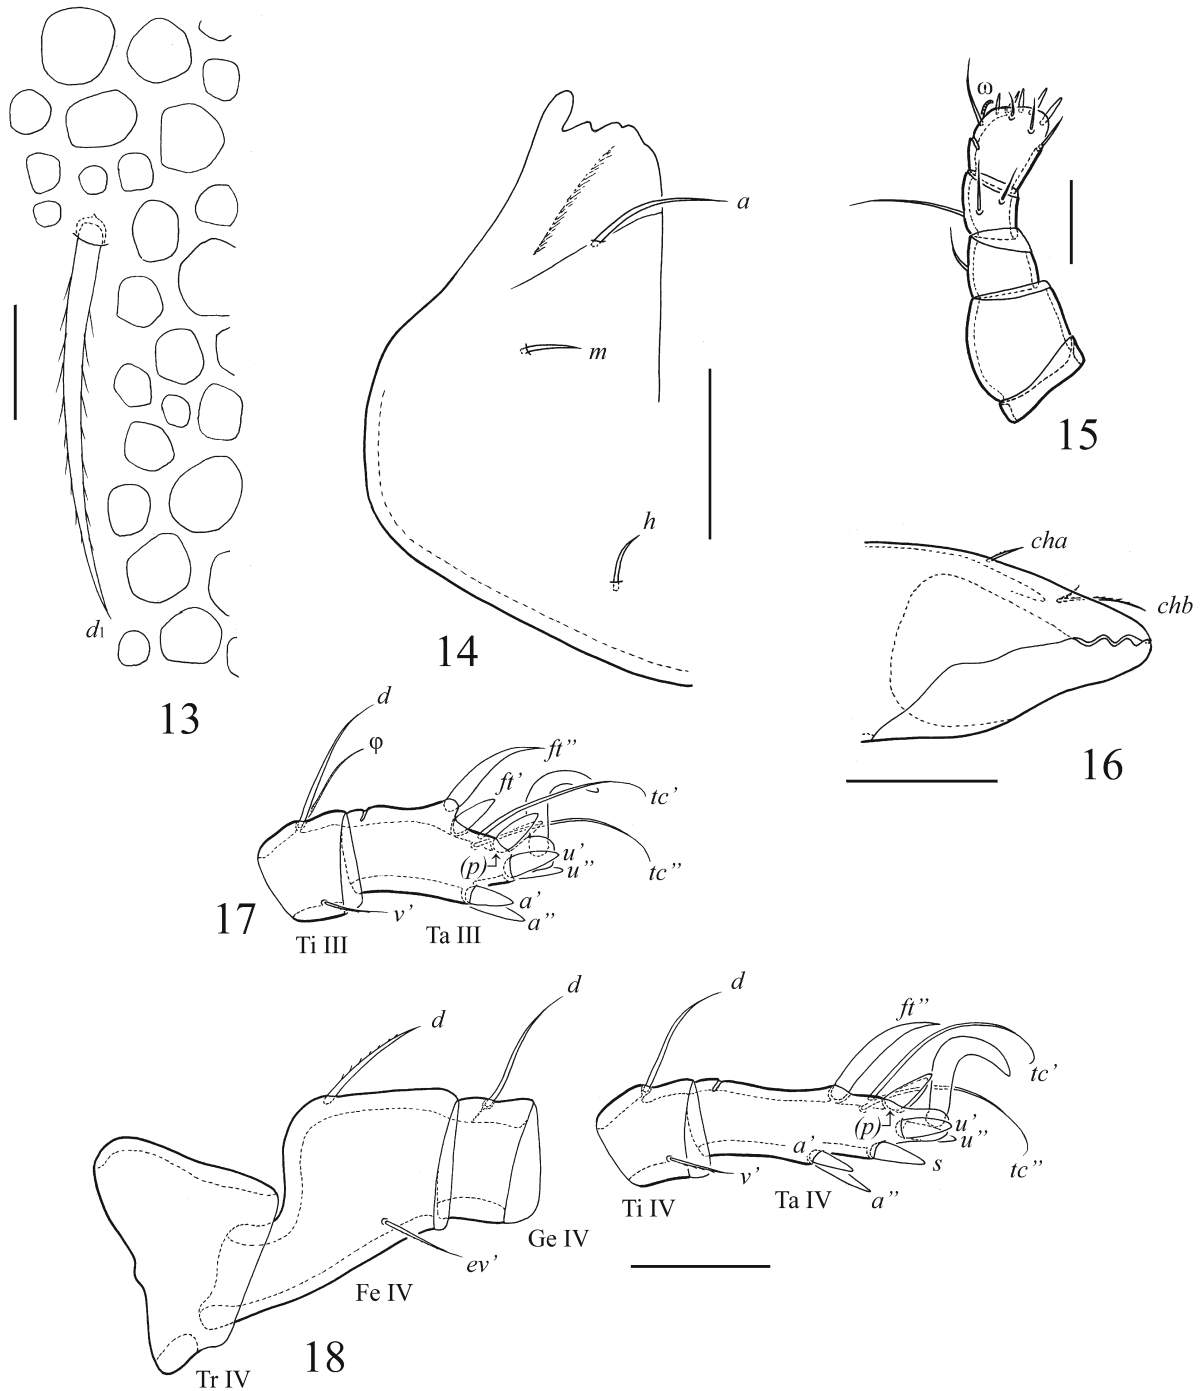 d1
13
a
m
h
14
ω
15
cha
chb
16
d
φ
ft’’
ft’
tc’
tc’’
(p)
u’
u’’
a’
a’’
v’
17
Ti III
Ta III
d
d
ev’
Tr IV
Fe IV
Ge IV
18
d
ft’’
tc’
tc’’
(p)
u’
u’’
s
a’
a’’
v’
Ti IV
Ta IV